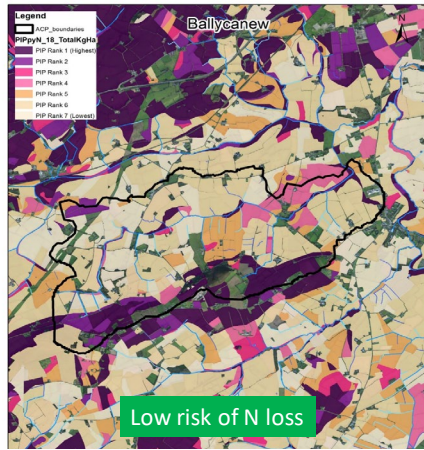 Ballycanew
N
Legend
ACP_boundaries
PIPpyN_18_TotalKgHa
PIP Rank 1 (Highest)
PIP Rank 2
PIP Rank 3
PIP Rank 4
PIP Rank 5
PIP Rank 6
PIP Rank 7 (Lowest)
Low risk of N loss